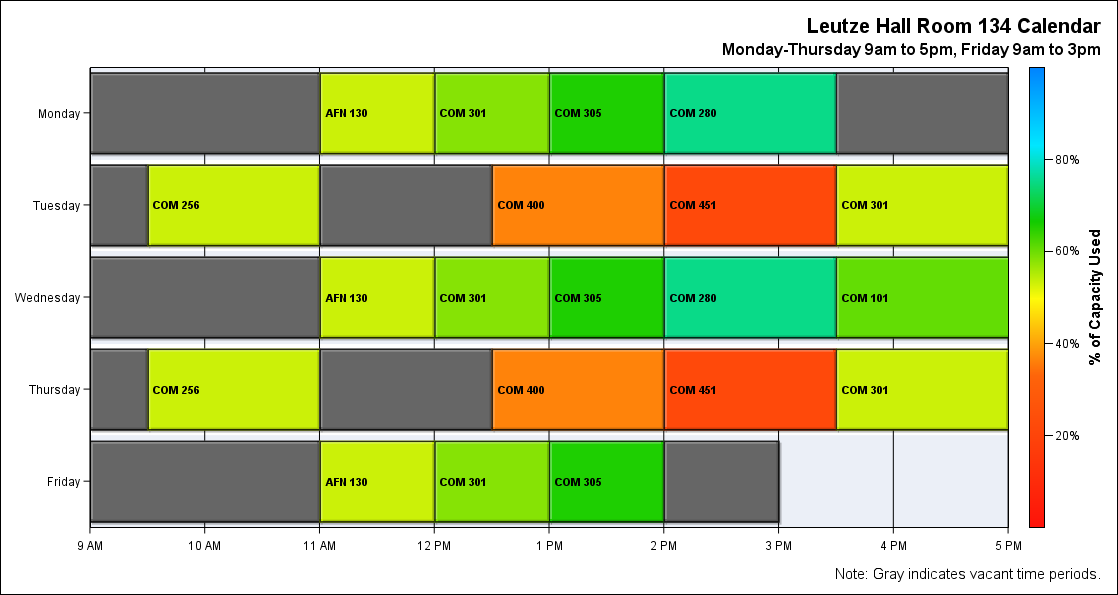 Leutze Hall Room 134 Calendar
Monday-Thursday 9am to 5pm, Friday 9am to 3pm
Monday
AFN 130
COM 301
COM 305
COM 280
Tuesday
COM 256
COM 400
COM 451
COM 301
Wednesday
AFN 130
COM 301
COM 305
COM 280
COM 101
Thursday
COM 256
COM 400
COM 451
COM 301
Friday
AFN 130
COM 301
COM 305
9 AM
10 AM
11 AM
12 PM
1 PM
2 PM
3 PM
4 PM
5 PM
80%
60%
40%
20%
% of Capacity Used
Note: Gray indicates vacant time periods.